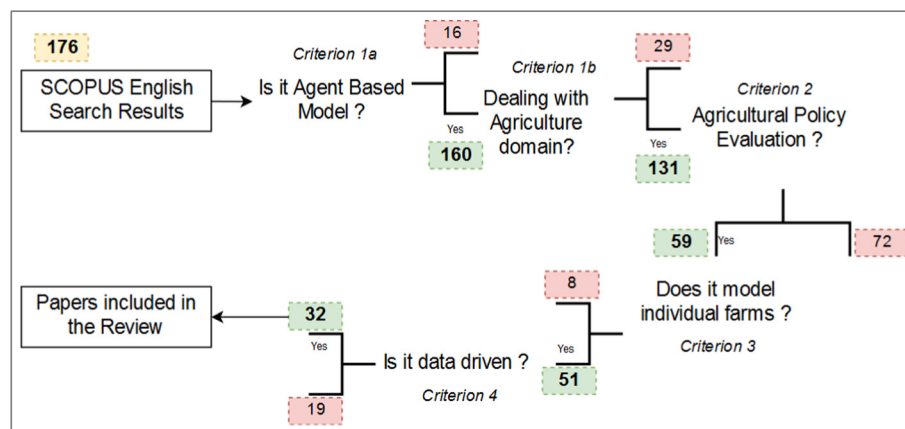 176
SCOPUS English
Search Results
Criterion 1a
Is it Agent Based
Model ?
16
Yes
160
Criterion 1b
Dealing with
Agriculture
domain?
29
Yes
131
Criterion 2
Agricultural Policy
Evaluation ?
59
Yes
72
Does it model
individual farms ?
Criterion 3
8
Yes
51
Is it data driven ?
Criterion 4
32
Yes
19
Papers included in
the Review